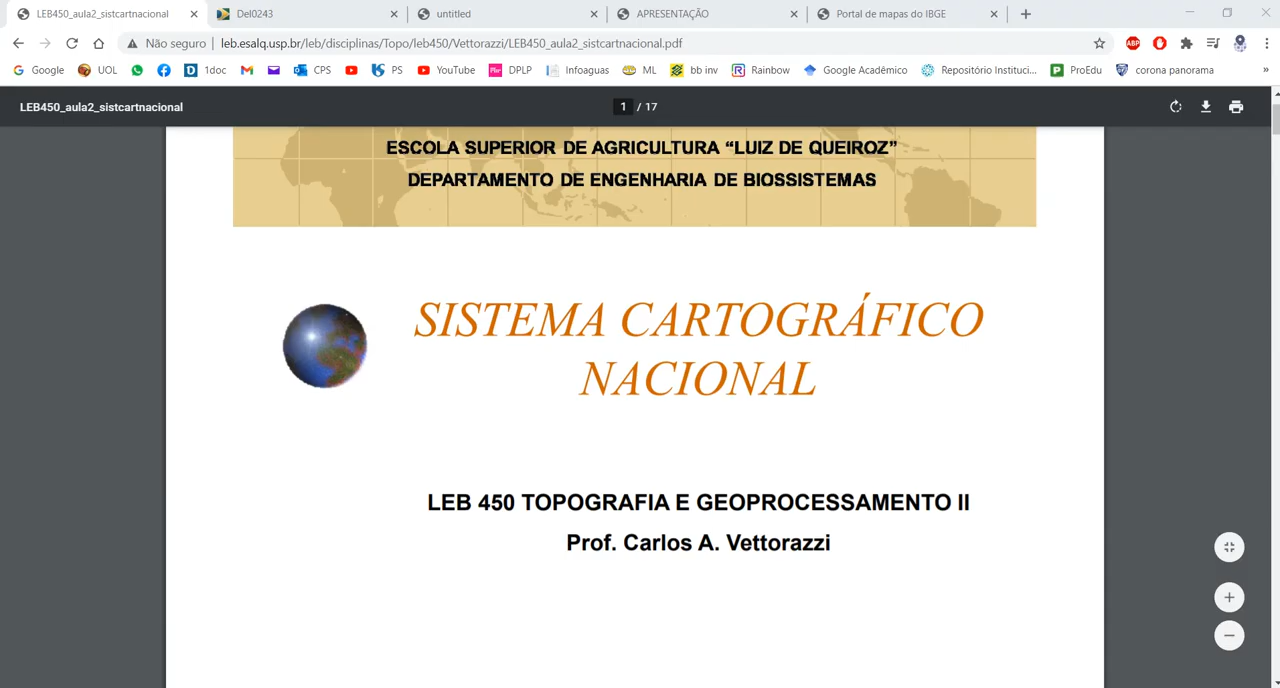 LEB450_aula2_sistcartnacional
Del0243
untitled
APRESENTAÇÃO
Portal de mapas do IBGE
Não seguro
leb.esalq.usp.br/leb/disciplinas/Topo/leb450/Vettorazzi/LEB450_aula2_sistcartnacional.pdf
ABP
Google
UOL
1doc
CPS
PS
YouTube
DPLP
Infoaguas
ML
bb inv
Rainbow
Google Acadêmico
Repositório Instituci...
ProEdu
corona panorama
»
LEB450_aula2_sistcartnacional
1 / 17
ESCOLA SUPERIOR DE AGRICULTURA “LUIZ DE QUEIROZ”
DEPARTAMENTO DE ENGENHARIA DE BIOSSISTEMAS
SISTEMA CARTOGRÁFICO
NACIONAL
LEB 450 TOPOGRAFIA E GEOPROCESSAMENTO II
Prof. Carlos A. Vettorazzi